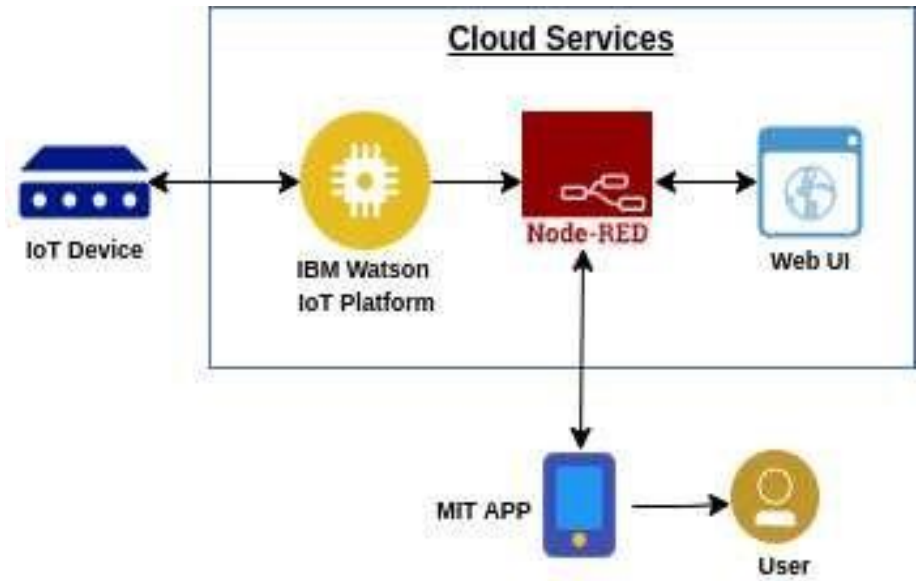 Cloud Services
IoT Device
IBM Watson
IoT Platform
Node-RED
Web UI
MIT APP
User